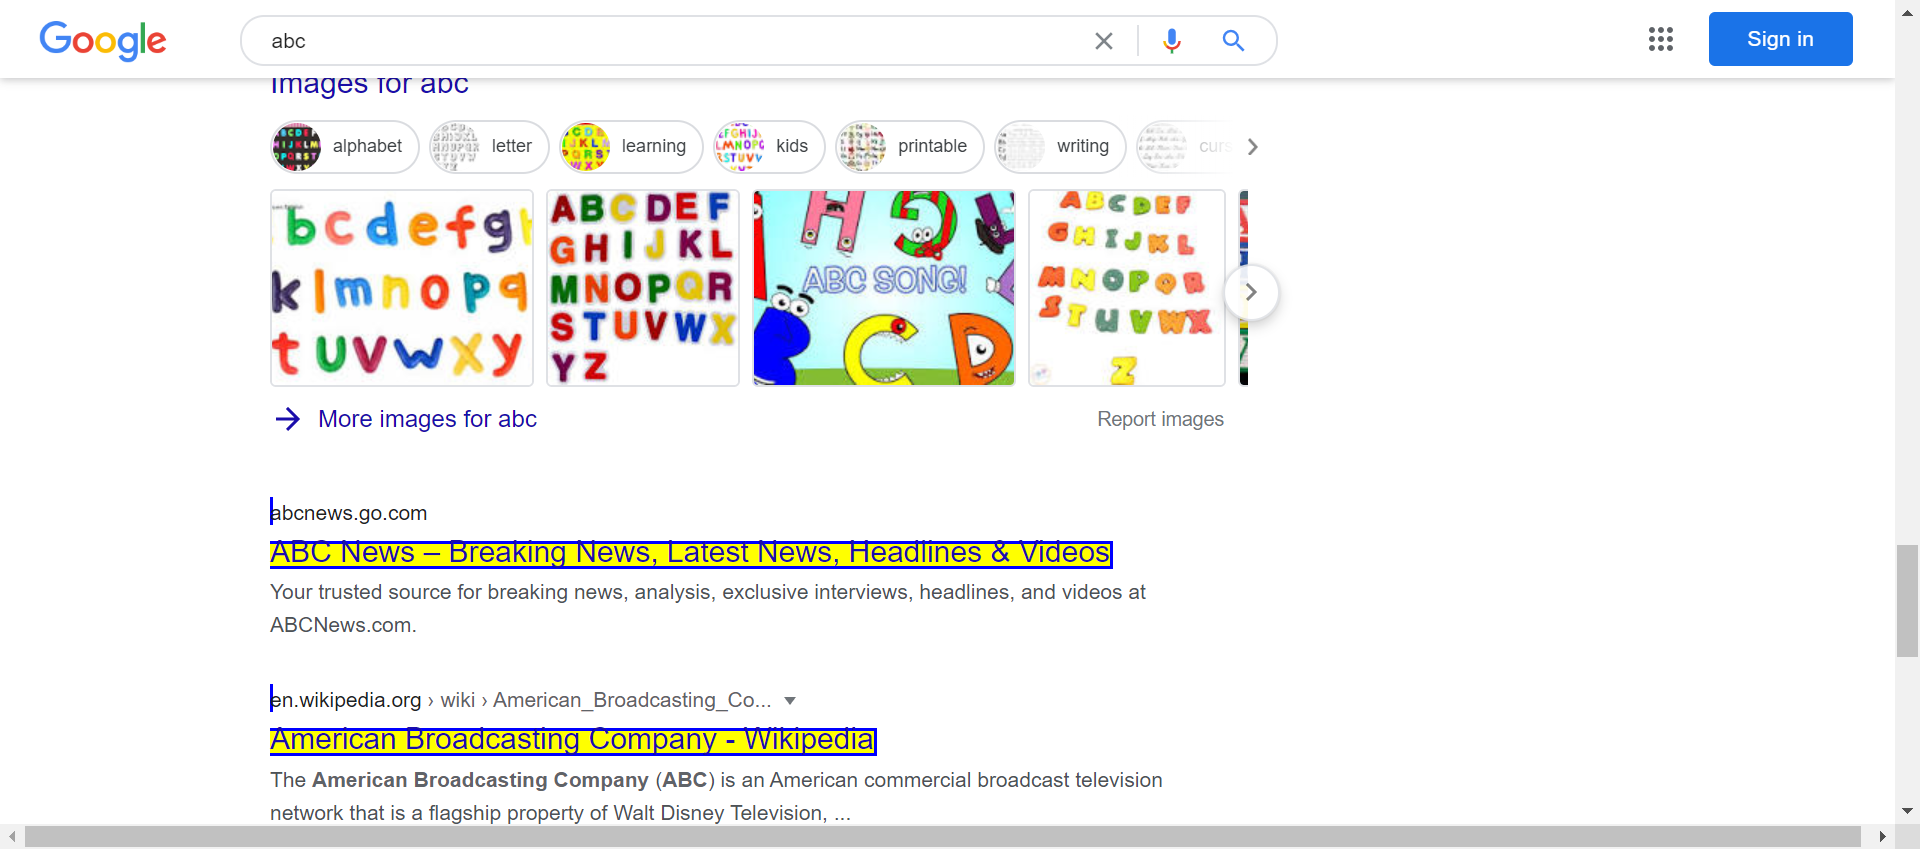 Google
abc
Sign in
Images for abc
alphabet
letter
learning
kids
printable
writing
curs
b c d e f g h
k l m n o p q
t u v w x y
A B C D E F
G H I J K L
M N O P Q R
S T U V W X
Y Z
ABC SONG!
A B C D E F
G H I J K L
M N O P Q R
S T U V W X
Z
More images for abc
Report images
abcnews.go.com
ABC News – Breaking News, Latest News, Headlines & Videos
Your trusted source for breaking news, analysis, exclusive interviews, headlines, and videos at
ABCNews.com.
en.wikipedia.org › wiki › American_Broadcasting_Co...
American Broadcasting Company - Wikipedia
The American Broadcasting Company (ABC) is an American commercial broadcast television
network that is a flagship property of Walt Disney Television, ...